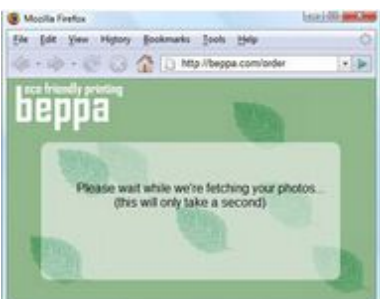 Mozilla Firefox
File Edit View History Bookmarks Tools Help
http://beppa.com/order
eco friendly printing
beppa
Please wait while we're fetching your photos...
(this will only take a second)